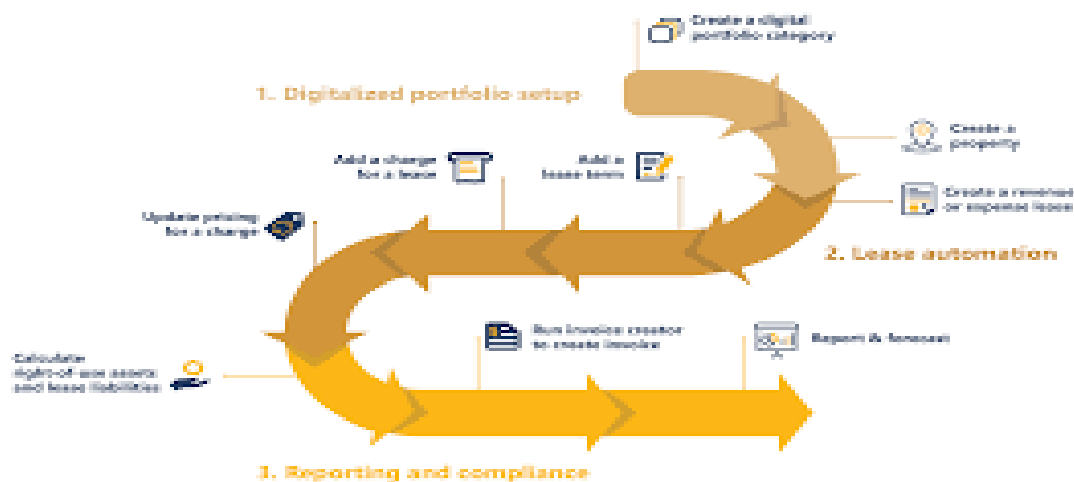 Create a digital
portfolio category
1. Digitalized portfolio setup
Create a
property
Add a charge
for a lease
Add a
lease term
Create a revenue
or expense lease
Update pricing
for a charge
2. Lease automation
Run invoice creator
to create invoice
Report & forecast
Calculate
right-of-use assets
and lease liabilities
3. Reporting and compliance